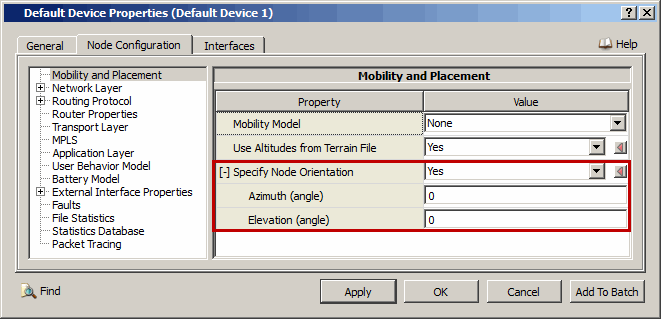 Default Device Properties (Default Device 1)
General
Node Configuration
Interfaces
Help
Mobility and Placement
Network Layer
Routing Protocol
Router Properties
Transport Layer
MPLS
Application Layer
User Behavior Model
Battery Model
External Interface Properties
Faults
File Statistics
Statistics Database
Packet Tracing
Mobility and Placement
Property Value
Mobility Model None
Use Altitudes from Terrain File Yes
[-] Specify Node Orientation Yes
Azimuth (angle) 0
Elevation (angle) 0
Find
Apply
OK
Cancel
Add To Batch